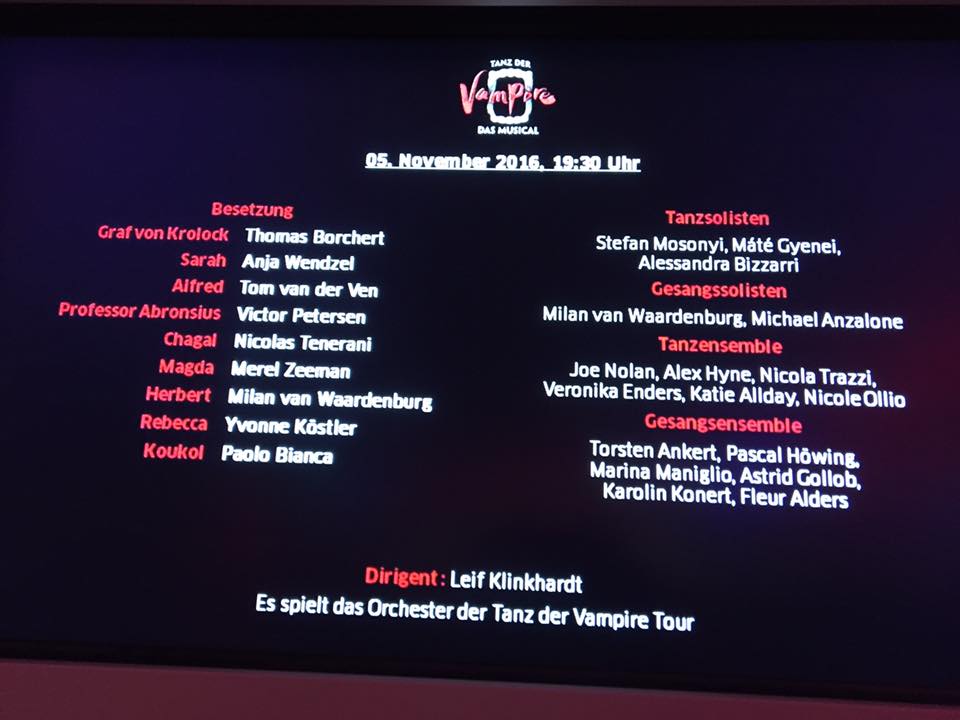 TANZ DER
Vampire
DAS MUSICAL
05. November 2016, 19:30 Uhr
Besetzung
Graf von Krolock Thomas Borchert
Sarah Anja Wendzel
Alfred Tom van der Ven
Professor Abronsius Victor Petersen
Chagal Nicolas Tenerani
Magda Merel Zeeman
Herbert Milan van Waardenburg
Rebecca Yvonne Köstler
Koukol Paolo Bianca
Tanzsolisten
Stefan Mosonyi, Máté Gyenei,
Alessandra Bizzarri
Gesangssolisten
Milan van Waardenburg, Michael Anzalone
Tanzensemble
Joe Nolan, Alex Hyne, Nicola Trazzi,
Veronika Enders, Katie Allday, Nicole Ollio
Gesangsensemble
Torsten Ankert, Pascal Höwing,
Marina Maniglio, Astrid Gollob,
Karolin Konert, Fleur Alders
Dirigent: Leif Klinkhardt
Es spielt das Orchester der Tanz der Vampire Tour